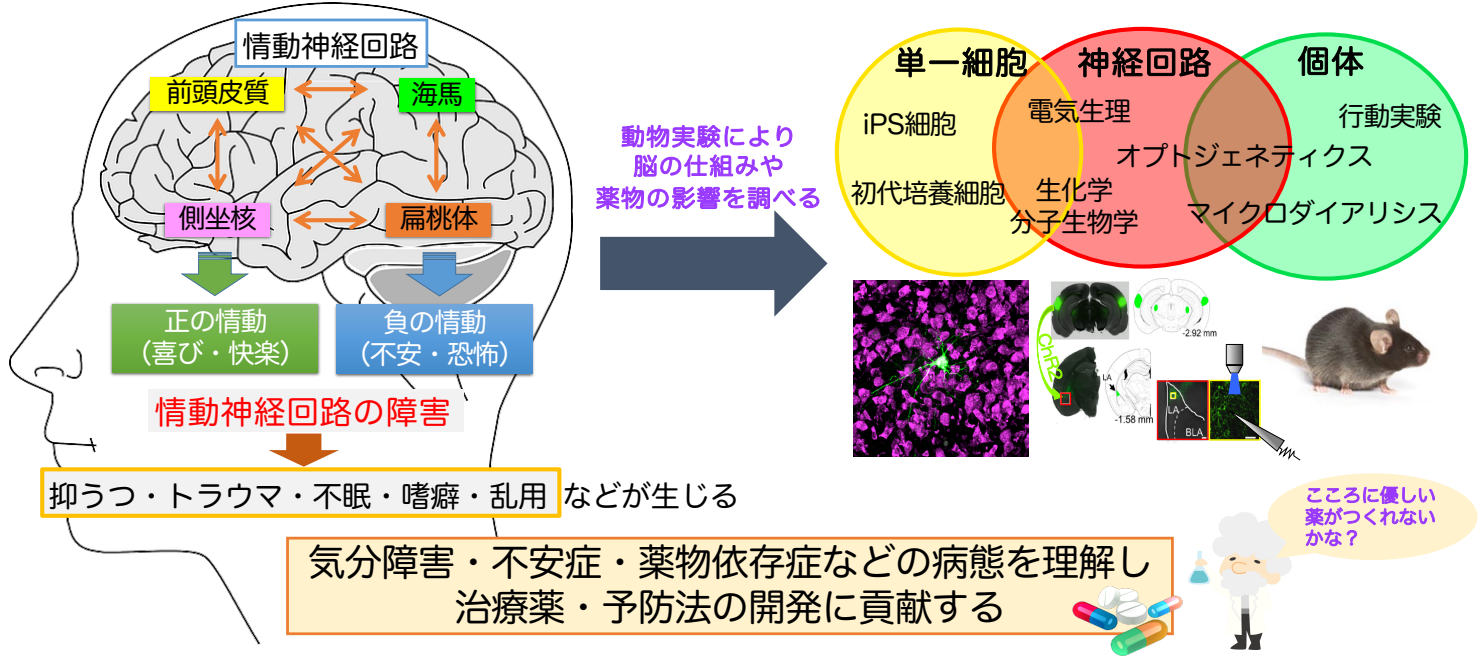 情動神経回路
前頭皮質
海馬
側坐核
扁桃体
正の情動
（喜び・快楽）
負の情動
（不安・恐怖）
情動神経回路の障害
抑うつ・トラウマ・不眠・嗜癖・乱用 などが生じる
動物実験により
脳の仕組みや
薬物の影響を調べる
単一細胞
神経回路
個体
iPS細胞
電気生理
行動実験
オプトジェネティクス
初代培養細胞
生化学
分子生物学
マイクロダイアリシス
ChR2
-2.92 mm
LA
-1.58 mm
LA
BLA
こころに優しい
薬がつくれない
かな？
気分障害・不安症・薬物依存症などの病態を理解し
治療薬・予防法の開発に貢献する